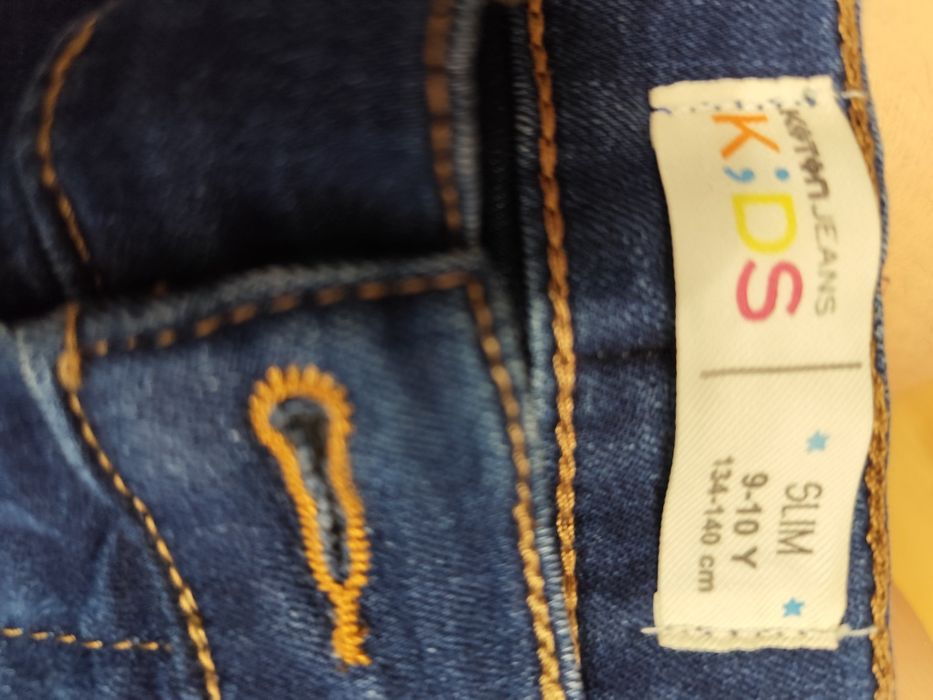 KOTON JEANS
KiDS
SLIM
9-10 Y
134-140 cm